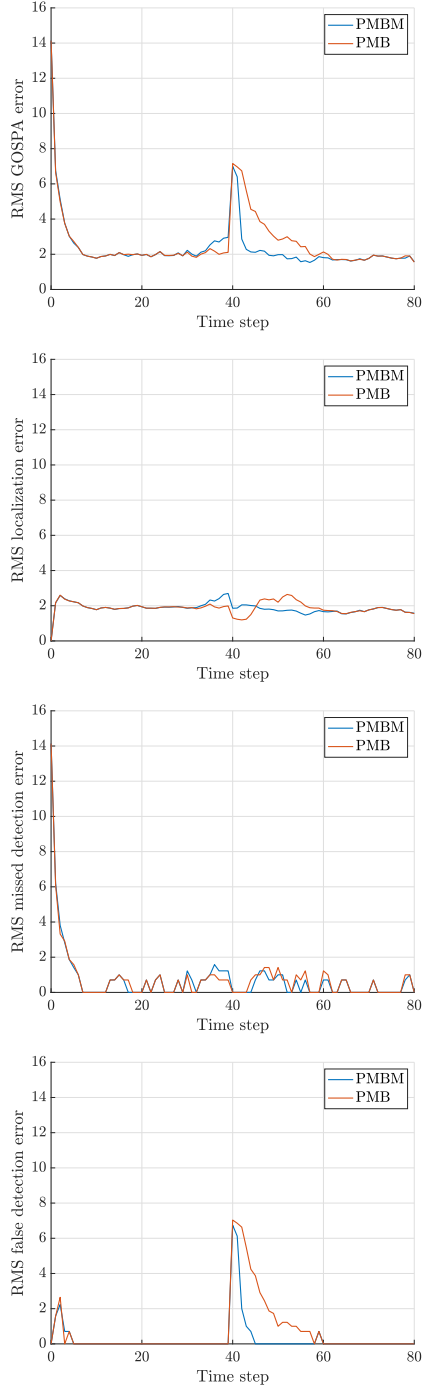 16
14
12
10
8
6
4
2
0
RMS GOSPA error
PMBM
PMB
0 20 40 60 80
Time step
16
14
12
10
8
6
4
2
0
RMS localization error
PMBM
PMB
0 20 40 60 80
Time step
16
14
12
10
8
6
4
2
0
RMS missed detection error
PMBM
PMB
0 20 40 60 80
Time step
16
14
12
10
8
6
4
2
0
RMS false detection error
PMBM
PMB
0 20 40 60 80
Time step